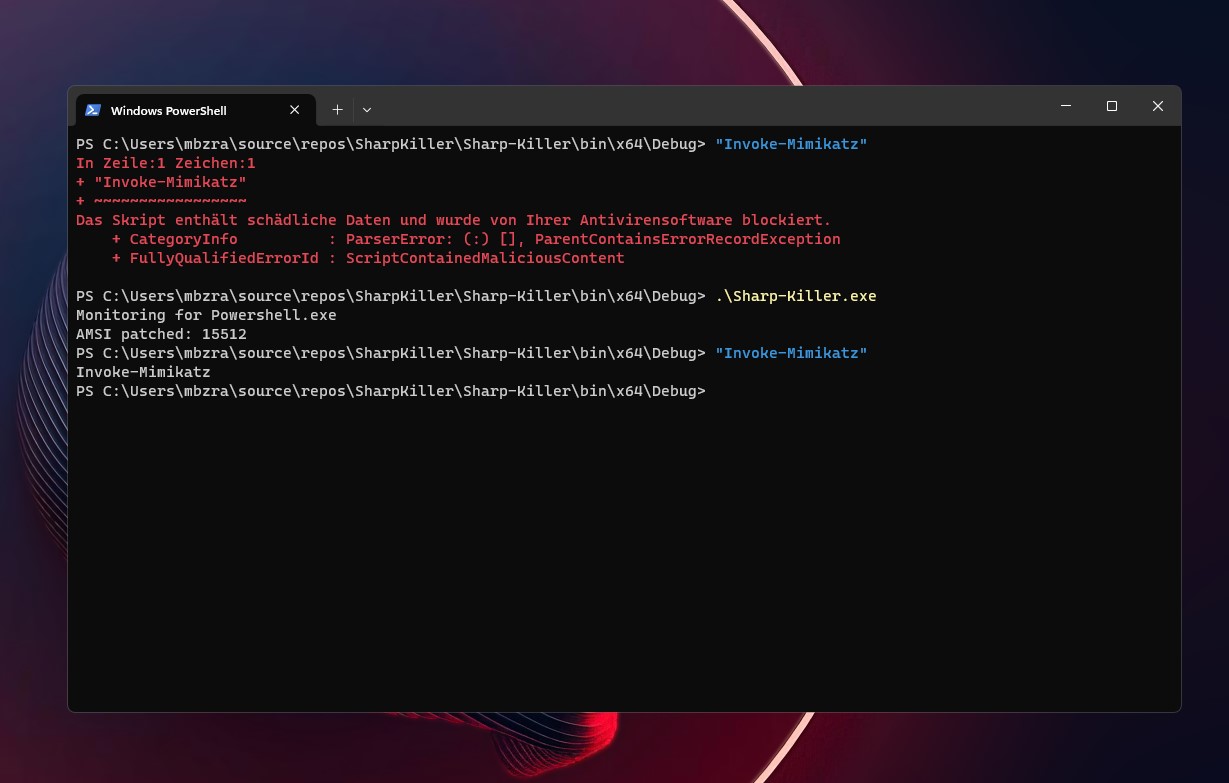 Windows PowerShell
PS C:\Users\mbzra\source\repos\SharpKiller\Sharp-Killer\bin\x64\Debug> "Invoke-Mimikatz"
In Zeile:1 Zeichen:1
+ "Invoke-Mimikatz"
+ ~~~~~~~~~~~~~~~~~
Das Skript enthält schädliche Daten und wurde von Ihrer Antivirensoftware blockiert.
    + CategoryInfo          : ParserError: (:) [], ParentContainsErrorRecordException
    + FullyQualifiedErrorId : ScriptContainedMaliciousContent
PS C:\Users\mbzra\source\repos\SharpKiller\Sharp-Killer\bin\x64\Debug> .\Sharp-Killer.exe
Monitoring for Powershell.exe
AMSI patched: 15512
PS C:\Users\mbzra\source\repos\SharpKiller\Sharp-Killer\bin\x64\Debug> "Invoke-Mimikatz"
Invoke-Mimikatz
PS C:\Users\mbzra\source\repos\SharpKiller\Sharp-Killer\bin\x64\Debug>